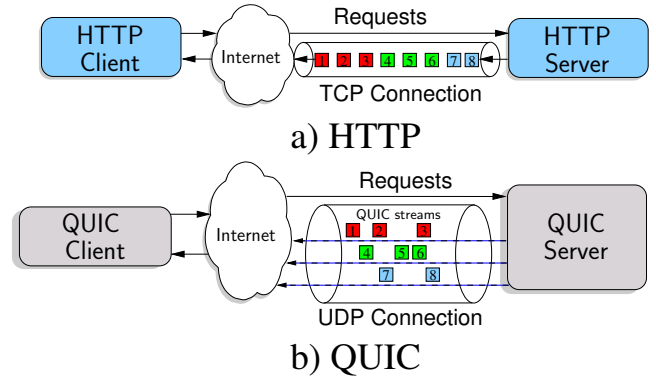 Requests
HTTP
Client
Internet
1 2 3 4 5 6 7 8
HTTP
Server
TCP Connection
a) HTTP
Requests
QUIC
Client
Internet
QUIC streams
1 2 3
4 5 6
7 8
QUIC
Server
UDP Connection
b) QUIC